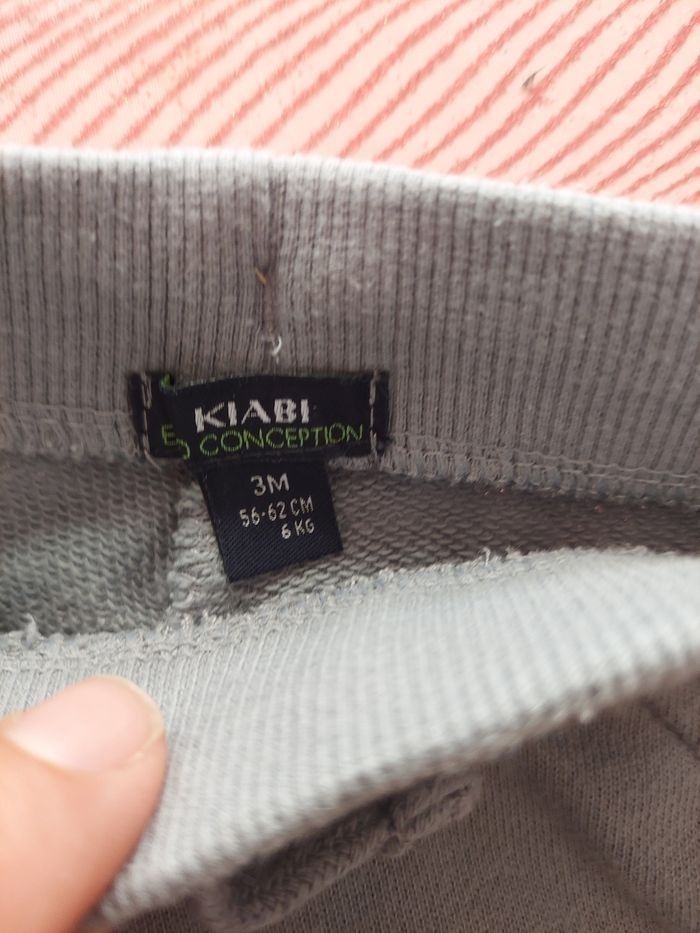 KIABI
E
CONCEPTION
3M
56-62 CM
6 KG